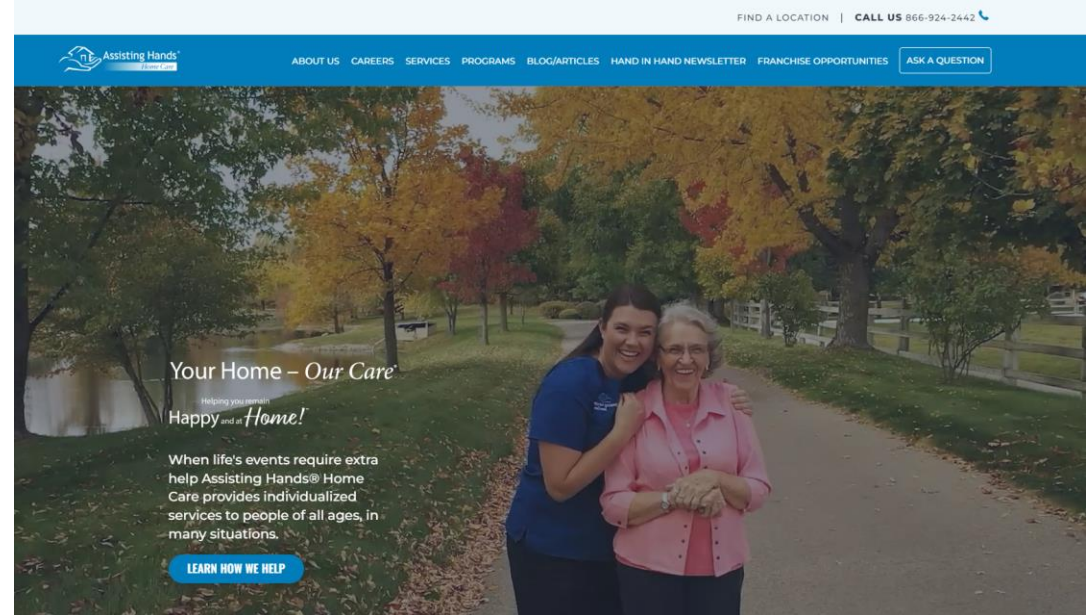 FIND A LOCATION | CALL US 866-924-2442
Assisting Hands®
Home Care
ABOUT US CAREERS SERVICES PROGRAMS BLOG/ARTICLES HAND IN HAND NEWSLETTER FRANCHISE OPPORTUNITIES ASK A QUESTION
Your Home – Our Care®
Helping you remain
Happy and at Home!
When life's events require extra
help Assisting Hands® Home
Care provides individualized
services to people of all ages, in
many situations.
LEARN HOW WE HELP